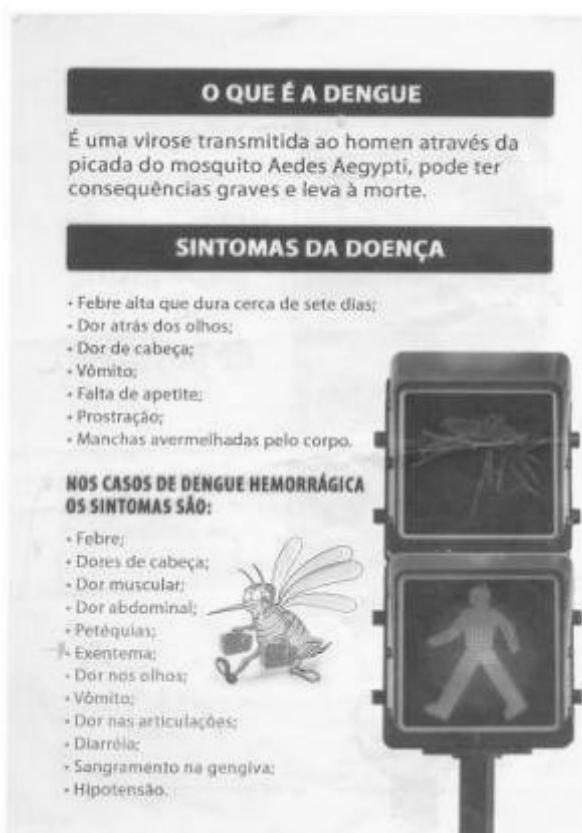 O QUE É A DENGUE
É uma virose transmitida ao homen através da
picada do mosquito Aedes Aegypti, pode ter
consequências graves e leva à morte.
SINTOMAS DA DOENÇA
• Febre alta que dura cerca de sete dias;
• Dor atrás dos olhos;
• Dor de cabeça;
• Vômito;
• Falta de apetite;
• Prostração;
• Manchas avermelhadas pelo corpo.
NOS CASOS DE DENGUE HEMORRÁGICA
OS SINTOMAS SÃO:
• Febre;
• Dores de cabeça;
• Dor muscular;
• Dor abdominal;
• Petéquias;
• Exentema;
• Dor nos olhos;
• Vômito;
• Dor nas articulações;
• Diarréia;
• Sangramento na gengiva;
• Hipotensão.